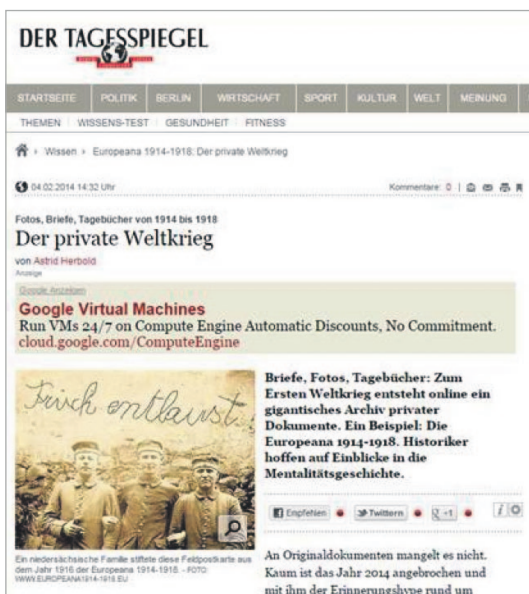 DER TAGESSPIEGEL
STARTSEITE POLITIK BERLIN WIRTSCHAFT SPORT KULTUR WELT MEINUNG
THEMEN WISSENS-TEST GESUNDHEIT FITNESS
Wissen Europeana 1914-1918: Der private Weltkrieg
04.02.2014 14:32 Uhr Kommentare: 0
Fotos, Briefe, Tagebücher von 1914 bis 1918
Der private Weltkrieg
von Astrid Herbold
Anzeige
Google Anzeigen
Google Virtual Machines
Run VMs 24/7 on Compute Engine Automatic Discounts, No Commitment.
cloud.google.com/ComputeEngine
Frisch entlaust.
Ein niedersächsische Familie stiftete diese Feldpostkarte aus
dem Jahr 1916 der Europeana 1914-1918. - FOTO:
WWW.EUROPEANA1914-1918.EU
Briefe, Fotos, Tagebücher: Zum
Ersten Weltkrieg entsteht online ein
gigantisches Archiv privater
Dokumente. Ein Beispiel: Die
Europeana 1914-1918. Historiker
hoffen auf Einblicke in die
Mentalitätsgeschichte.
Empfehlen Twittern +1
An Originaldokumenten mangelt es nicht.
Kaum ist das Jahr 2014 angebrochen und
mit ihm der Erinnerungshype rund um